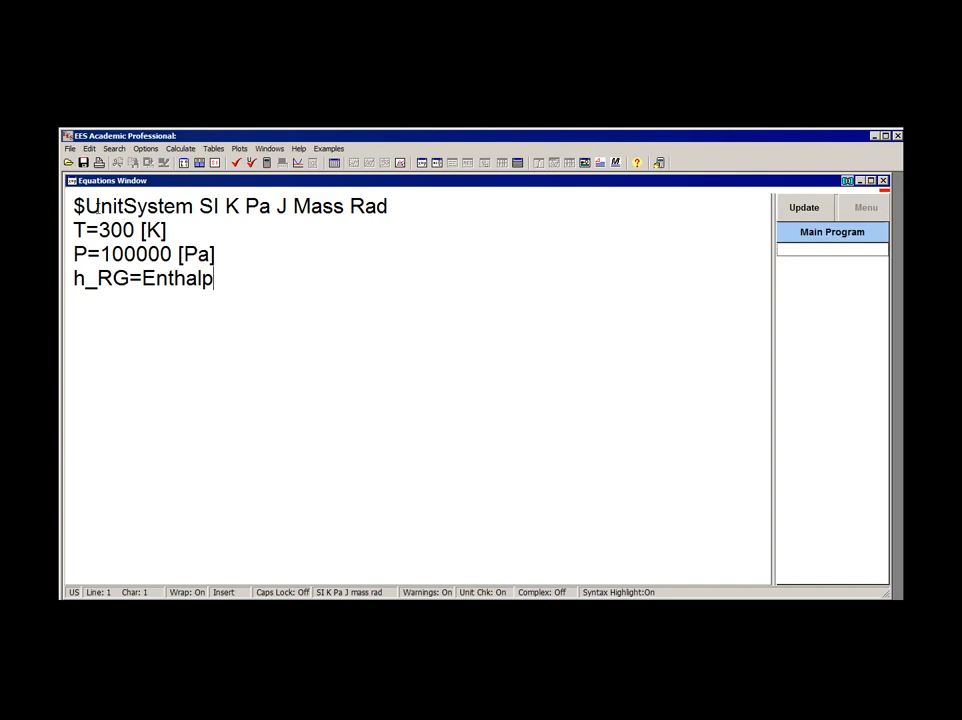 EES Academic Professional:
File Edit Search Options Calculate Tables Plots Windows Help Examples
Equations Window
$UnitSystem SI K Pa J Mass Rad
T=300 [K]
P=100000 [Pa]
h_RG=Enthalp
Update Menu
Main Program
US Line: 1 Char: 1 Wrap: On Insert Caps Lock: Off SI K Pa J mass rad Warnings: On Unit Chk: On Complex: Off Syntax Highlight:On